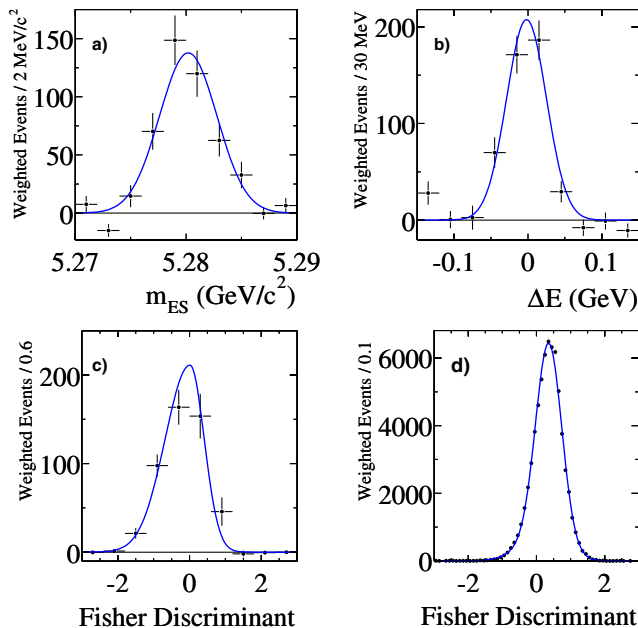 a)
Weighted Events / 2 MeV/c²
150
100
50
0
5.27
5.28
5.29
m_ES (GeV/c²)
b)
Weighted Events / 30 MeV
200
100
0
-0.1
0
0.1
ΔE (GeV)
c)
Weighted Events / 0.6
200
100
0
-2
0
2
Fisher Discriminant
d)
Weighted Events / 0.1
6000
4000
2000
0
-2
0
2
Fisher Discriminant